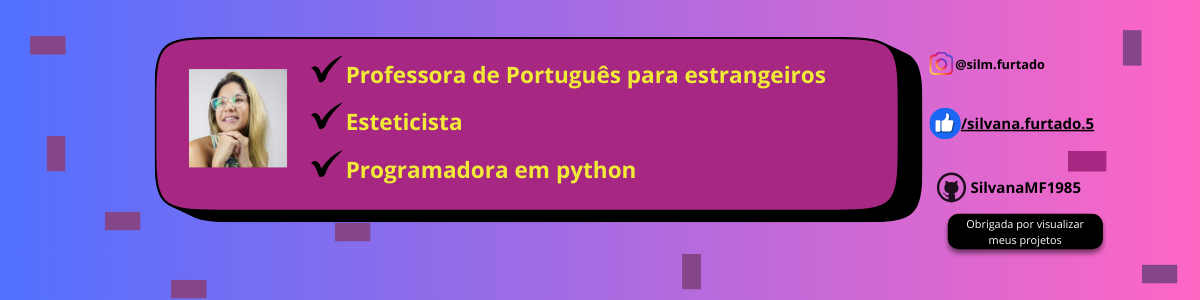 Professora de Português para estrangeiros
Esteticista
Programadora em python
@silm.furtado
/silvana.furtado.5
SilvanaMF1985
Obrigada por visualizar
meus projetos